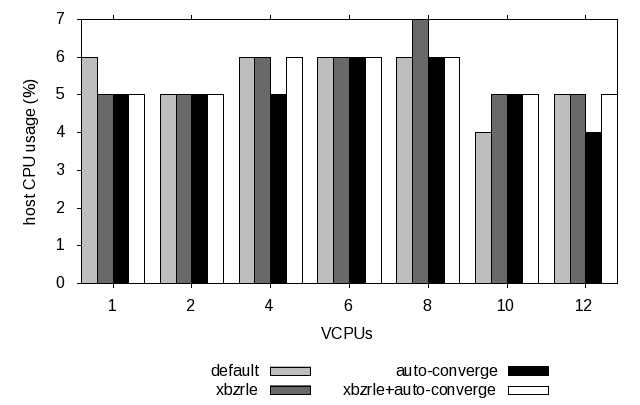 7
6
5
4
3
2
1
0
host CPU usage (%)
1 2 4 6 8 10 12
VCPUs
default auto-converge
xbzrle xbzrle+auto-converge